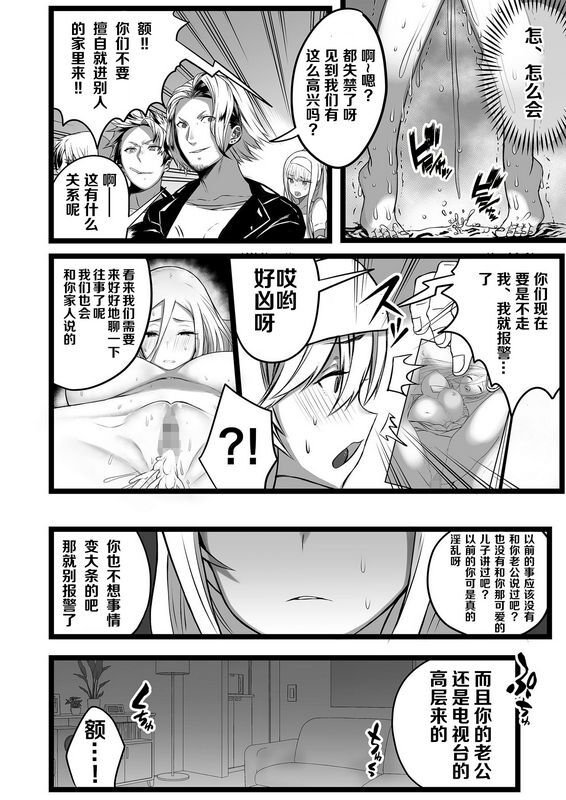 怎、怎么会
啊~嗯？
都失禁了呀
见到我们有
这么高兴吗？
额!!
你们不要
擅自就进别人
的家里来!!
啊——
这有什么
关系呢
你们现在
要是不走
我、我就报警…
了
哎哟
好凶呀
?!
看来我们需要
来好好地聊一下
往事了呢
我们也会
和你家人说的
以前的事应该没有
和你老公说过吧？
也没有和你那可爱的
儿子讲过吧？
以前的你可是真的
淫乱呀
你也不想事情
变大条的吧
那就别报警了
而且你的老公
还是电视台的
高层来的
額…!